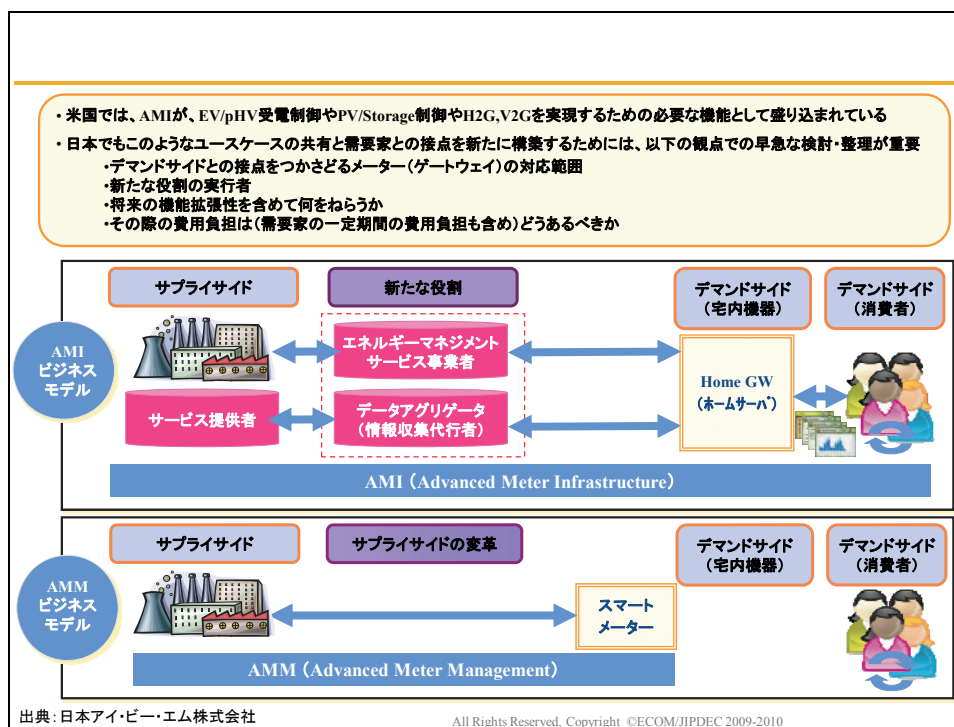 ・米国では、AMIが、EV/pHV受電制御やPV/Storage制御やH2G,V2Gを実現するための必要な機能として盛り込まれている
・日本でもこのようなユースケースの共有と需要家との接点を新たに構築するためには、以下の観点での早急な検討・整理が重要
・デマンドサイドとの接点をつかさどるメーター（ゲートウェイ）の対応範囲
・新たな役割の実行者
・将来の機能拡張性を含めて何をねらうか
・その際の費用負担は（需要家の一定期間の費用負担も含め）どうあるべきか
サプライサイド
新たな役割
デマンドサイド
（宅内機器）
デマンドサイド
（消費者）
AMI
ビジネス
モデル
エネルギーマネジメント
サービス事業者
サービス提供者
データアグリゲータ
（情報収集代行者）
Home GW
（ホームサーバ）
AMI（Advanced Meter Infrastructure）
サプライサイド
サプライサイドの変革
デマンドサイド
（宅内機器）
デマンドサイド
（消費者）
AMM
ビジネス
モデル
スマート
メーター
AMM（Advanced Meter Management）
出典：日本アイ・ビー・エム株式会社
All Rights Reserved, Copyright ©ECOM/JIPDEC 2009-2010